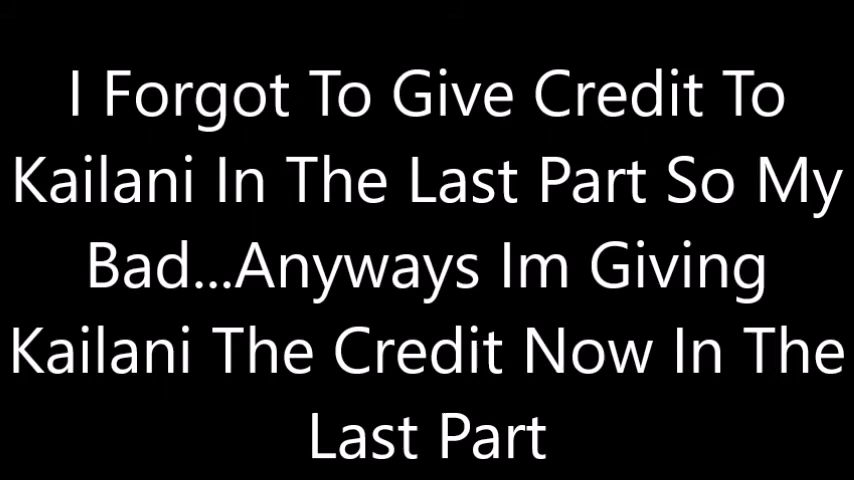 I Forgot To Give Credit To
Kailani In The Last Part So My
Bad...Anyways Im Giving
Kailani The Credit Now In The
Last Part